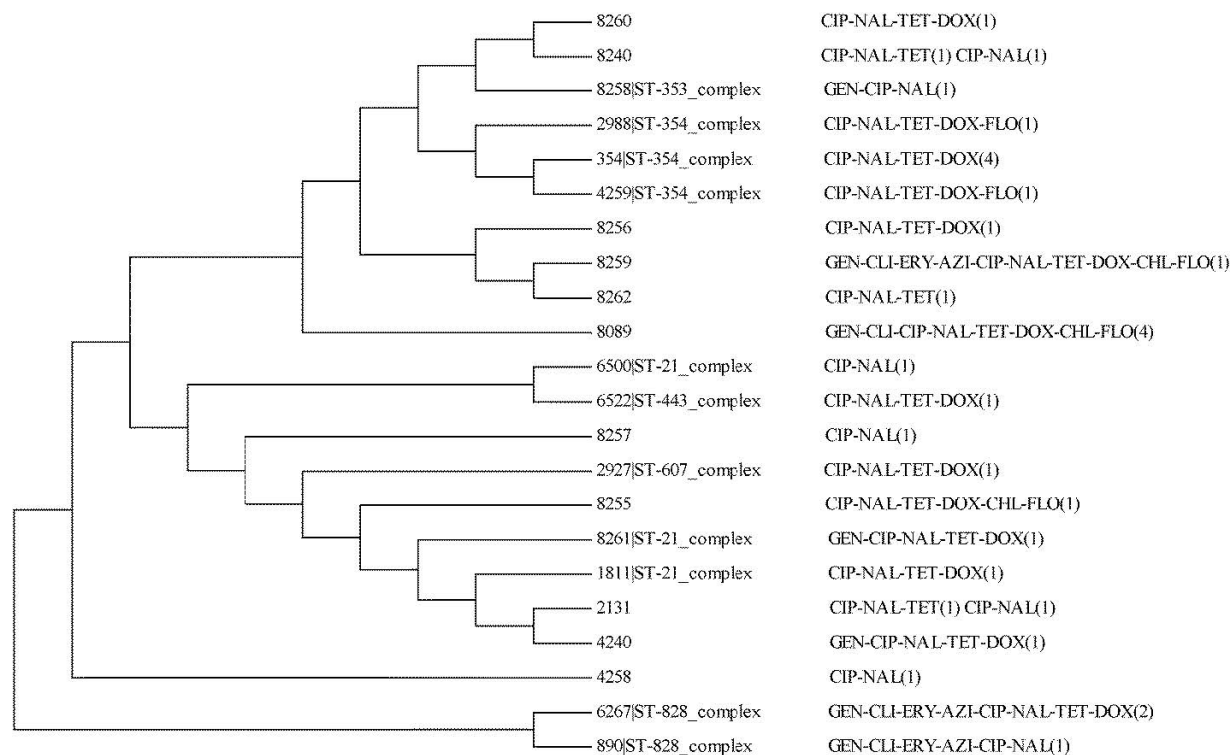 8260 CIP-NAL-TET-DOX(1)
8240 CIP-NAL-TET(1) CIP-NAL(1)
8258|ST-353_complex GEN-CIP-NAL(1)
2988|ST-354_complex CIP-NAL-TET-DOX-FLO(1)
354|ST-354_complex CIP-NAL-TET-DOX(4)
4259|ST-354_complex CIP-NAL-TET-DOX-FLO(1)
8256 CIP-NAL-TET-DOX(1)
8259 GEN-CLI-ERY-AZI-CIP-NAL-TET-DOX-CHL-FLO(1)
8262 CIP-NAL-TET(1)
8089 GEN-CLI-CIP-NAL-TET-DOX-CHL-FLO(4)
6500|ST-21_complex CIP-NAL(1)
6522|ST-443_complex CIP-NAL-TET-DOX(1)
8257 CIP-NAL(1)
2927|ST-607_complex CIP-NAL-TET-DOX(1)
8255 CIP-NAL-TET-DOX-CHL-FLO(1)
8261|ST-21_complex GEN-CIP-NAL-TET-DOX(1)
1811|ST-21_complex CIP-NAL-TET-DOX(1)
2131 CIP-NAL-TET(1) CIP-NAL(1)
4240 GEN-CIP-NAL-TET-DOX(1)
4258 CIP-NAL(1)
6267|ST-828_complex GEN-CLI-ERY-AZI-CIP-NAL-TET-DOX(2)
890|ST-828_complex GEN-CLI-ERY-AZI-CIP-NAL(1)